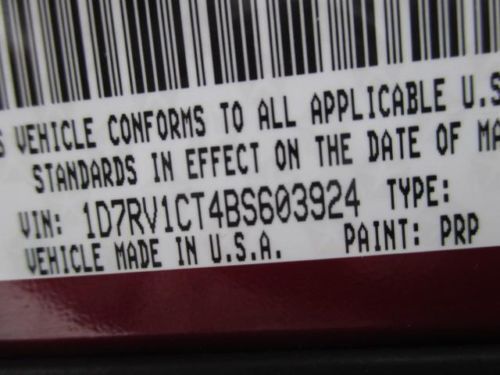 S VEHICLE CONFORMS TO ALL APPLICABLE U.S
STANDARDS IN EFFECT ON THE DATE OF MA
VIN: 1D7RV1CT4BS603924 TYPE:
VEHICLE MADE IN U.S.A. PAINT: PRP